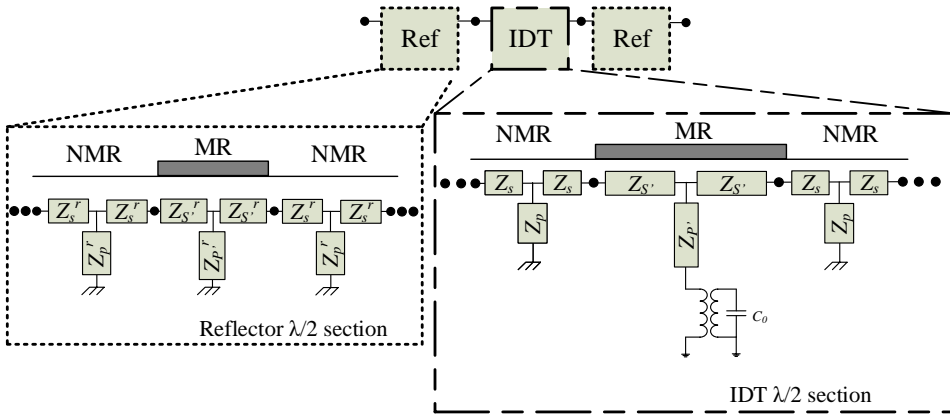 Ref
IDT
Ref
NMR
MR
NMR
Z_s^r
Z_s^r
Z_S'^r
Z_S'^r
Z_s^r
Z_s^r
Z_p^r
Z_P'^r
Z_p^r
Reflector λ/2 section
NMR
MR
NMR
Z_s
Z_s
Z_S'
Z_S'
Z_s
Z_s
Z_p
Z_P'
Z_p
C_0
IDT λ/2 section